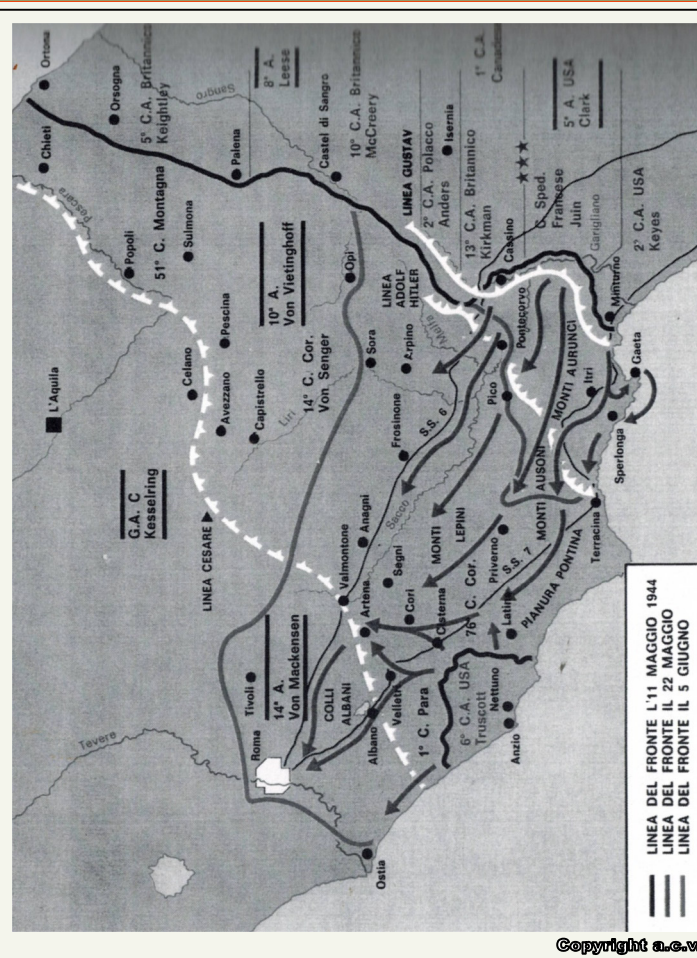 Ortona
Orsogna
5° C.A. Britannico
Keightley
8° A.
Leese
Sangro
Castel di Sangro
10° C.A. Britannico
McCreery
1° C.A.
5° A. USA
Clark
Chieti
Palena
LINEA GUSTAV
2° C.A. Polacco
Anders
Isernia
13° C.A. Britannico
Kirkman
Cassino
C. Sped.
Francese
Juin
Garigliano
2° C.A. USA
Keyes
Pescara
Popoli
51° C. Montagna
Sulmona
10° A.
Von Vietinghoff
Opi
LINEA
ADOLF
HITLER
Melfa
Pontecorvo
Minturno
Pescina
14° C. Cor.
Von Senger
Sora
Arpino
Pico
MONTI AURUNCI
Itri
Gaeta
L'Aquila
Celano
Avezzano
Capistrello
Liri
Frosinone
S.S. 6
Sacco
MONTI AUSONI
Sperlonga
G.A. C
Kesselring
LINEA CESARE
Valmontone
Anagni
Segni
MONTI
LEPINI
Priverno
S.S. 7
Terracina
Artena
Cori
Cisterna
76° C. Cor.
Latina
PIANURA PONTINA
Tivoli
14° A.
Von Mackensen
COLLI
ALBANI
Velletri
Albano
1° C. Para
6° C.A. USA
Truscott
Nettuno
Anzio
Tevere
Roma
Ostia
LINEA DEL FRONTE L'11 MAGGIO 1944
LINEA DEL FRONTE IL 22 MAGGIO
LINEA DEL FRONTE IL 5 GIUGNO
Copyright